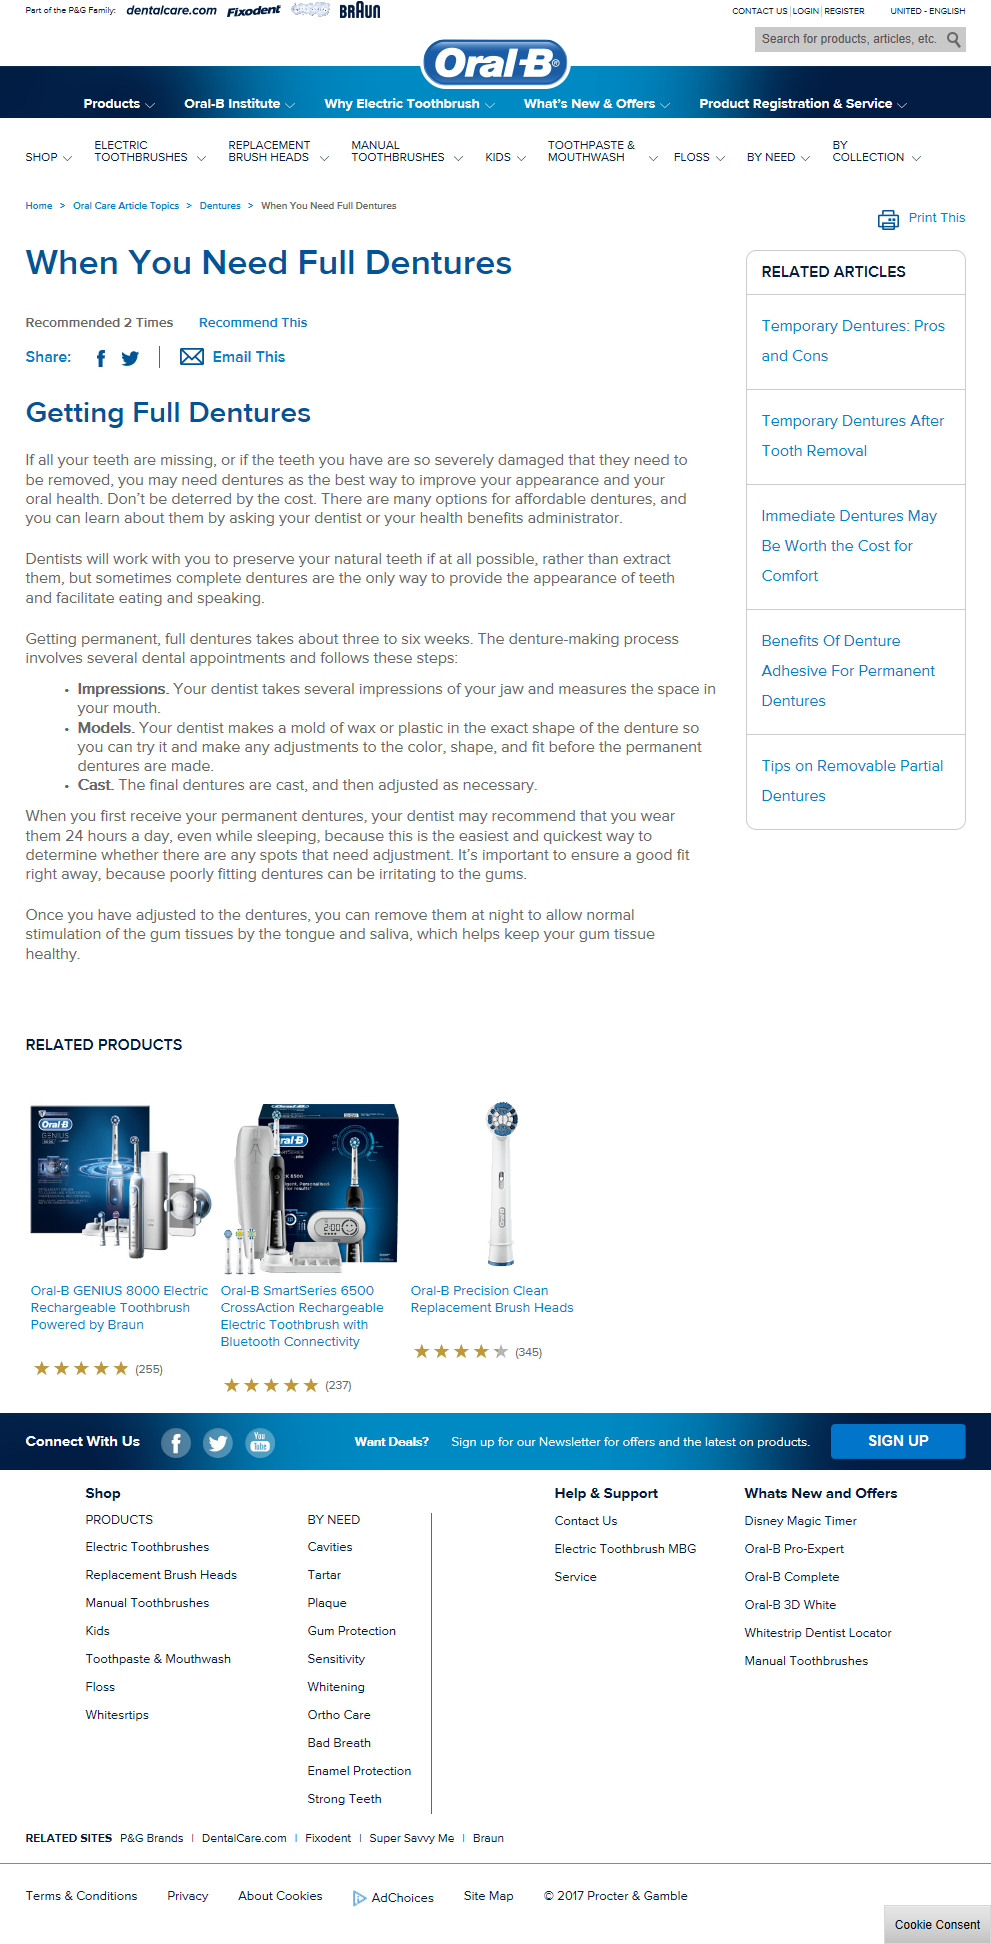 Part of the P&G Family: dentalcare.com Fixodent BRAUN
CONTACT US LOGIN REGISTER UNITED - ENGLISH
Search for products, articles, etc.
Oral-B®
Products Oral-B Institute Why Electric Toothbrush What's New & Offers Product Registration & Service
SHOP ELECTRIC TOOTHBRUSHES REPLACEMENT BRUSH HEADS MANUAL TOOTHBRUSHES KIDS TOOTHPASTE & MOUTHWASH FLOSS BY NEED BY COLLECTION
Home > Oral Care Article Topics > Dentures > When You Need Full Dentures
Print This
When You Need Full Dentures
Recommended 2 Times Recommend This
Share: Email This
Getting Full Dentures
If all your teeth are missing, or if the teeth you have are so severely damaged that they need to
be removed, you may need dentures as the best way to improve your appearance and your
oral health. Don't be deterred by the cost. There are many options for affordable dentures, and
you can learn about them by asking your dentist or your health benefits administrator.
Dentists will work with you to preserve your natural teeth if at all possible, rather than extract
them, but sometimes complete dentures are the only way to provide the appearance of teeth
and facilitate eating and speaking.
Getting permanent, full dentures takes about three to six weeks. The denture-making process
involves several dental appointments and follows these steps:
• Impressions. Your dentist takes several impressions of your jaw and measures the space in
your mouth.
• Models. Your dentist makes a mold of wax or plastic in the exact shape of the denture so
you can try it and make any adjustments to the color, shape, and fit before the permanent
dentures are made.
• Cast. The final dentures are cast, and then adjusted as necessary.
When you first receive your permanent dentures, your dentist may recommend that you wear
them 24 hours a day, even while sleeping, because this is the easiest and quickest way to
determine whether there are any spots that need adjustment. It's important to ensure a good fit
right away, because poorly fitting dentures can be irritating to the gums.
Once you have adjusted to the dentures, you can remove them at night to allow normal
stimulation of the gum tissues by the tongue and saliva, which helps keep your gum tissue
healthy.
RELATED ARTICLES
Temporary Dentures: Pros
and Cons
Temporary Dentures After
Tooth Removal
Immediate Dentures May
Be Worth the Cost for
Comfort
Benefits Of Denture
Adhesive For Permanent
Dentures
Tips on Removable Partial
Dentures
RELATED PRODUCTS
Oral-B
GENIUS
2:00
Oral-B GENIUS 8000 Electric
Rechargeable Toothbrush
Powered by Braun
(255)
Oral-B SmartSeries 6500
CrossAction Rechargeable
Electric Toothbrush with
Bluetooth Connectivity
(237)
Oral-B Precision Clean
Replacement Brush Heads
(345)
Connect With Us You Tube Want Deals? Sign up for our Newsletter for offers and the latest on products. SIGN UP
Shop
PRODUCTS
Electric Toothbrushes
Replacement Brush Heads
Manual Toothbrushes
Kids
Toothpaste & Mouthwash
Floss
Whitesrtips
BY NEED
Cavities
Tartar
Plaque
Gum Protection
Sensitivity
Whitening
Ortho Care
Bad Breath
Enamel Protection
Strong Teeth
Help & Support
Contact Us
Electric Toothbrush MBG
Service
Whats New and Offers
Disney Magic Timer
Oral-B Pro-Expert
Oral-B Complete
Oral-B 3D White
Whitestrip Dentist Locator
Manual Toothbrushes
RELATED SITES P&G Brands | DentalCare.com | Fixodent | Super Savvy Me | Braun
Terms & Conditions Privacy About Cookies AdChoices Site Map © 2017 Procter & Gamble
Cookie Consent